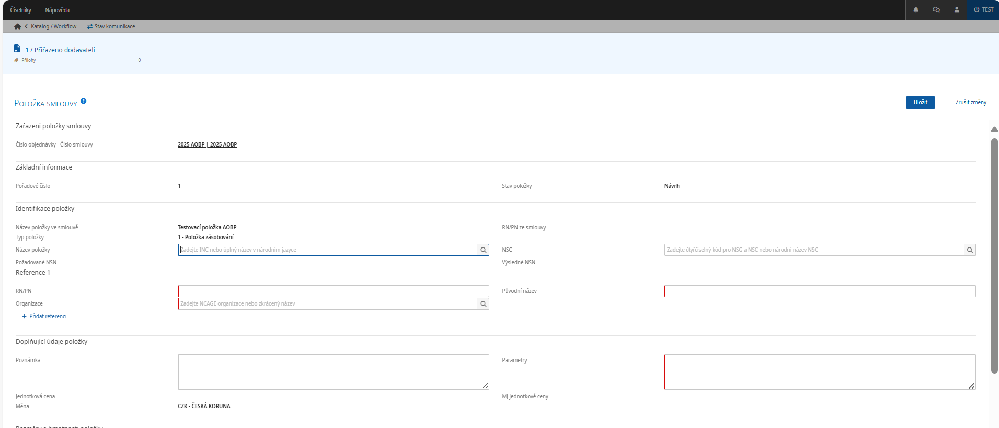 Číselníky Nápověda TEST
Katalog / Workflow Stav komunikace
1 / Přiřazeno dodavateli
Přílohy 0
Položka smlouvy ?
Uložit Zrušit změny
Zařazení položky smlouvy
Číslo objednávky - Číslo smlouvy 2025 AOBP | 2025 AOBP
Základní informace
Pořadové číslo 1 Stav položky Návrh
Identifikace položky
Název položky ve smlouvě Testovací položka AOBP RN/PN ze smlouvy
Typ položky 1 - Položka zásobování
Název položky Zadejte INC nebo úplný název v národním jazyce NSC Zadejte čtyřčíselný kód pro NSG a NSC nebo národní název NSC
Požadované NSN Výsledné NSN
Reference 1
RN/PN Původní název
Organizace Zadejte NCAGE organizace nebo zkrácený název
+ Přidat referenci
Doplňující údaje položky
Poznámka Parametry
Jednotková cena MJ jednotkové ceny
Měna CZK - ČESKÁ KORUNA
Rozměry a hmotnosti položky